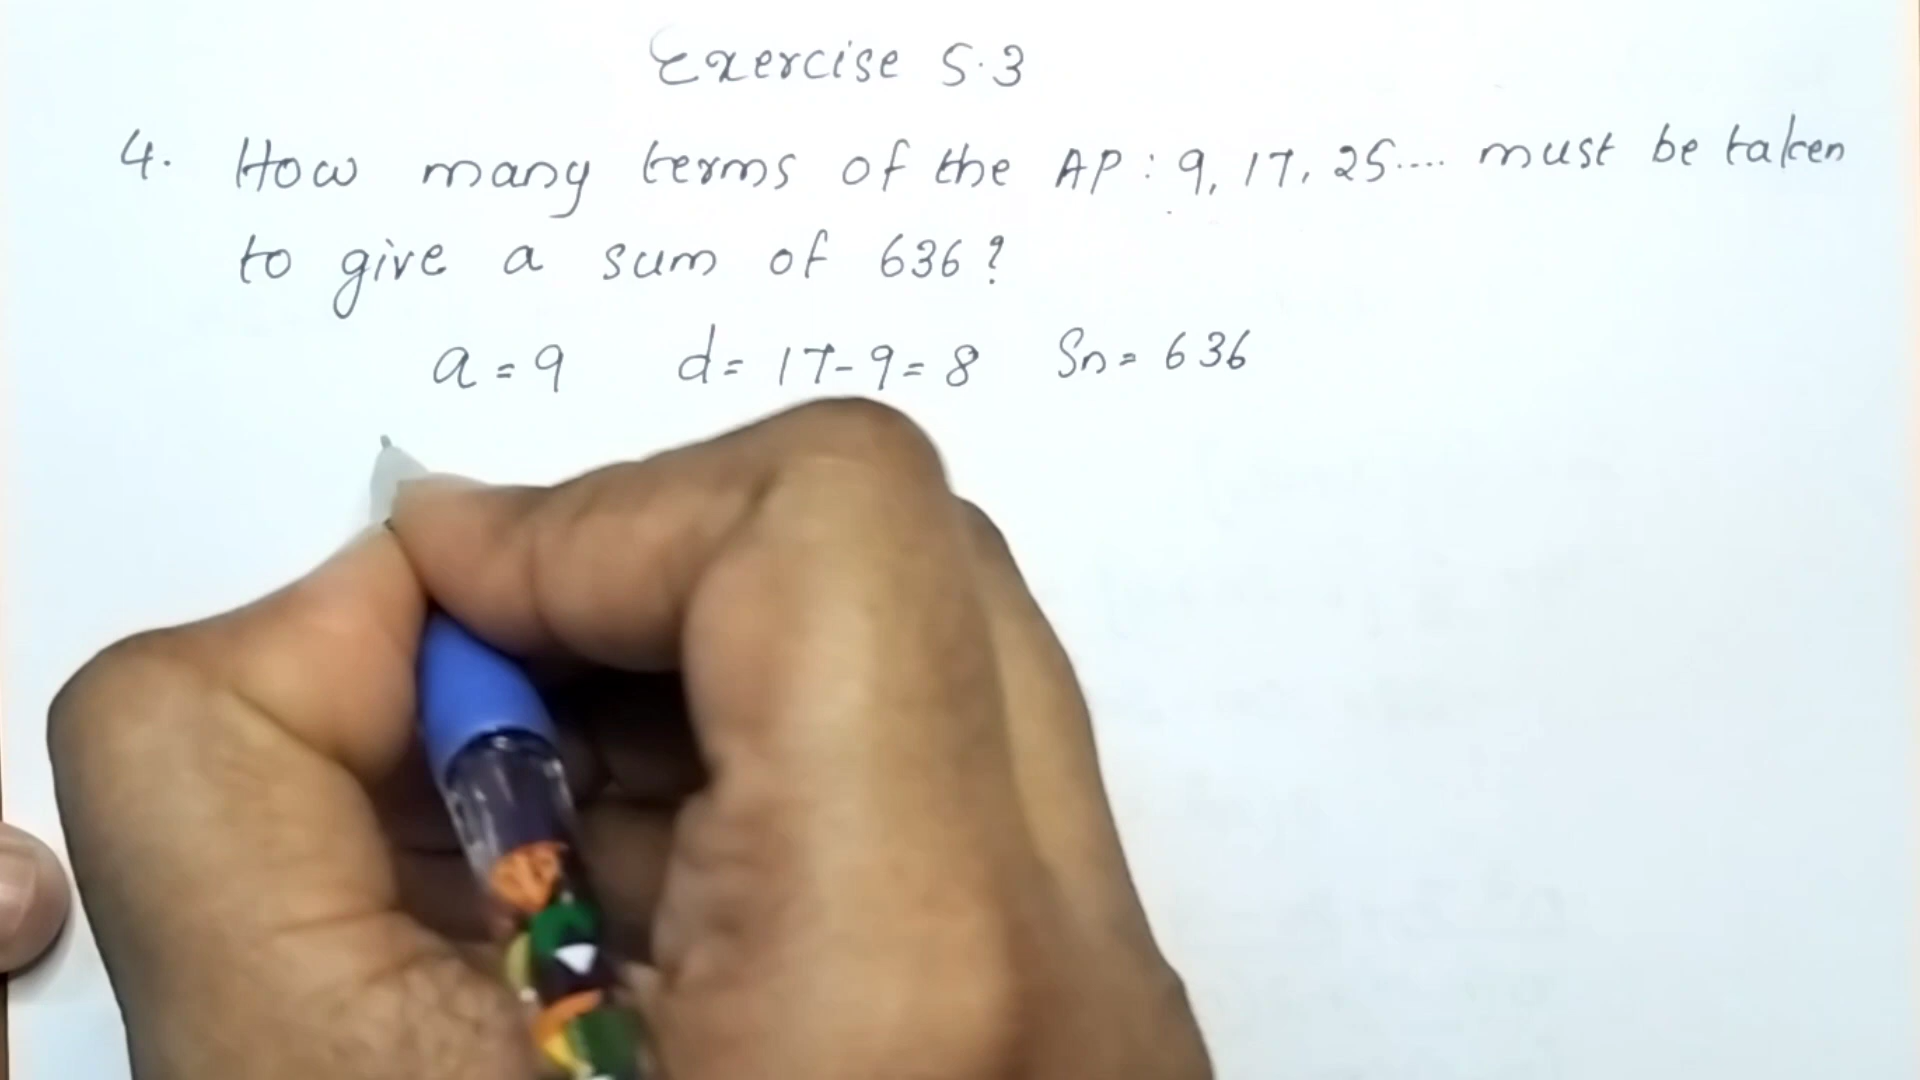 Exercise 5.3
4. How many terms of the AP : 9, 17, 25.... must be taken
to give a sum of 636?
a = 9 d = 17-9 = 8 Sn = 636